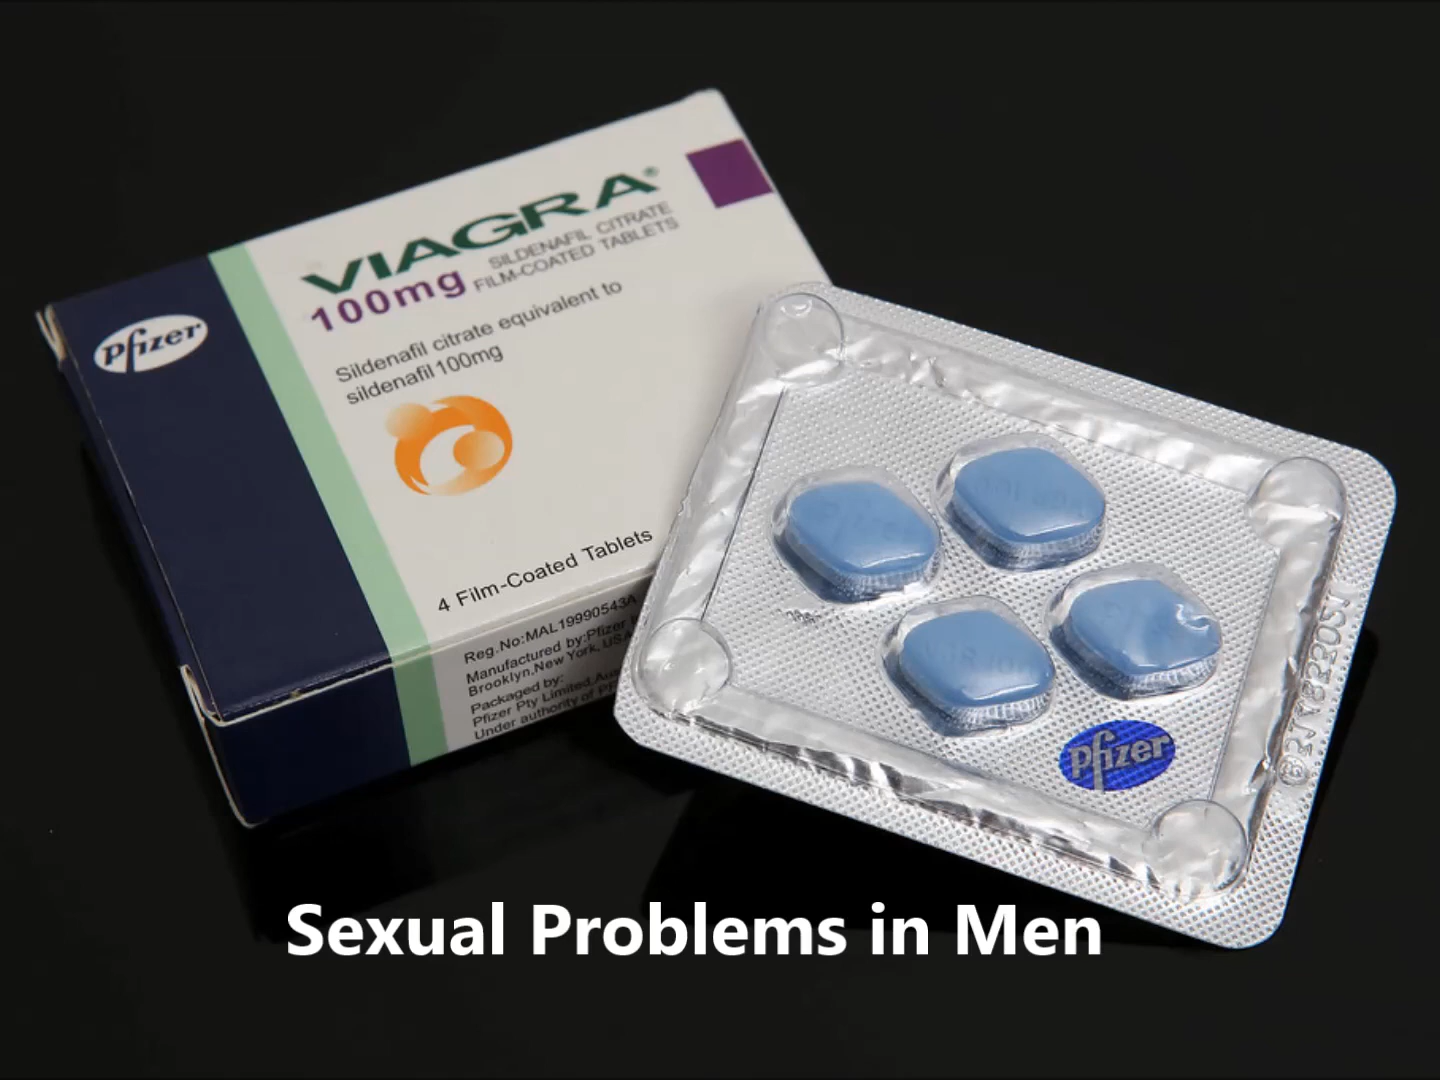 VIAGRA®
100mg
SILDENAFIL CITRATE
FILM-COATED TABLETS
Sildenafil citrate equivalent to
sildenafil 100mg
Pfizer
4 Film-Coated Tablets
Reg.No:MAL19990543A
Manufactured by:Pfizer
Brooklyn,New York, USA
Packaged by:
Pfizer Pty Limited,
Under authority of
Pfizer
Sexual Problems in Men